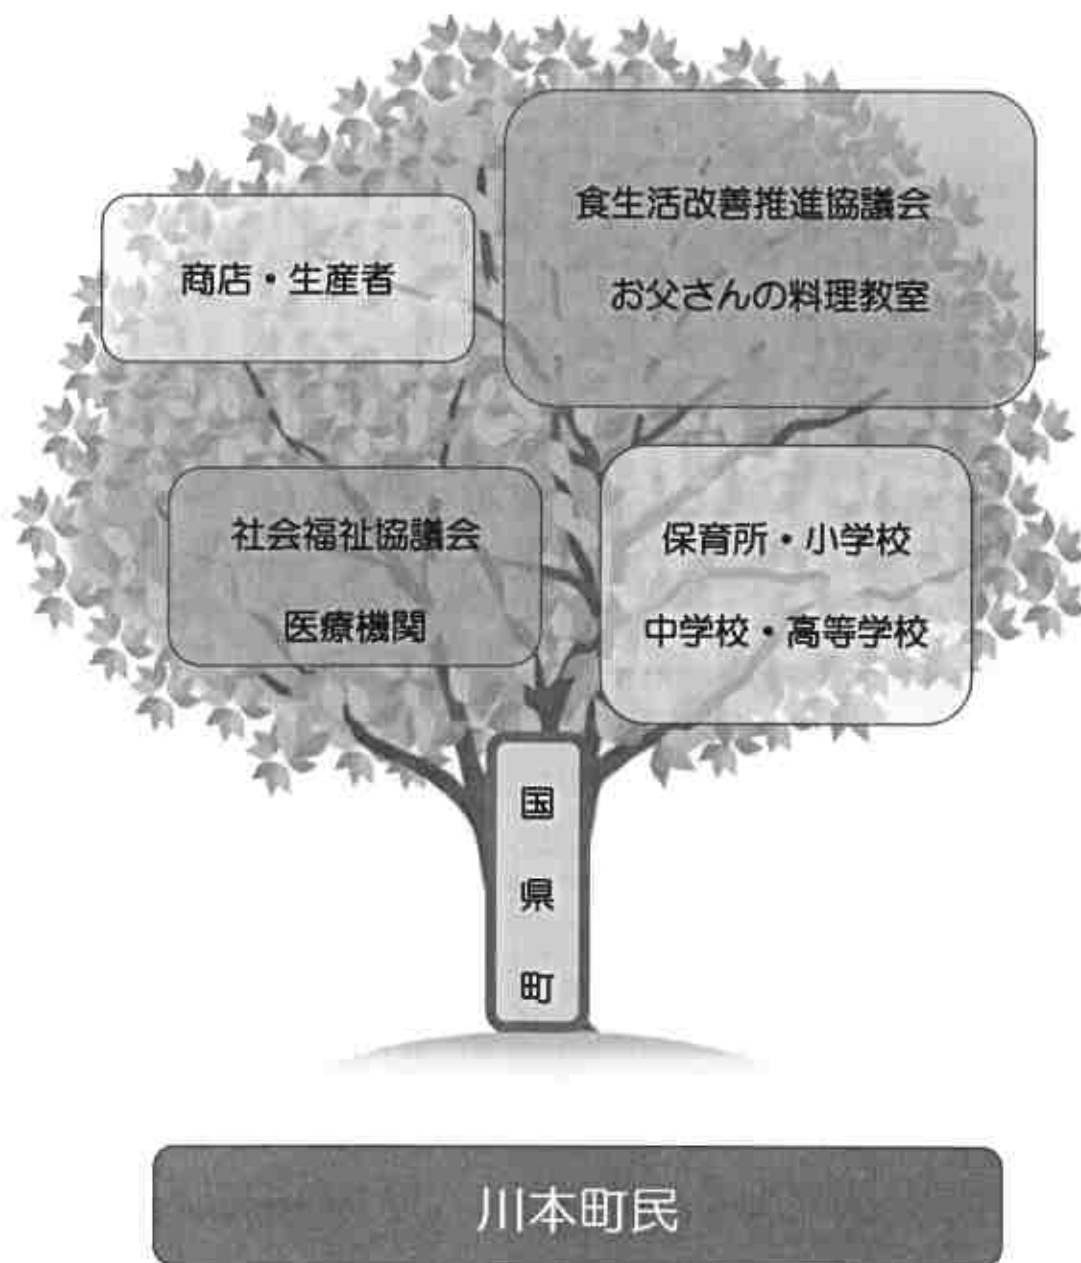 食生活改善推進協議会
お父さんの料理教室
商店・生産者
社会福祉協議会
医療機関
保育所・小学校
中学校・高等学校
国
県
町
川本町民